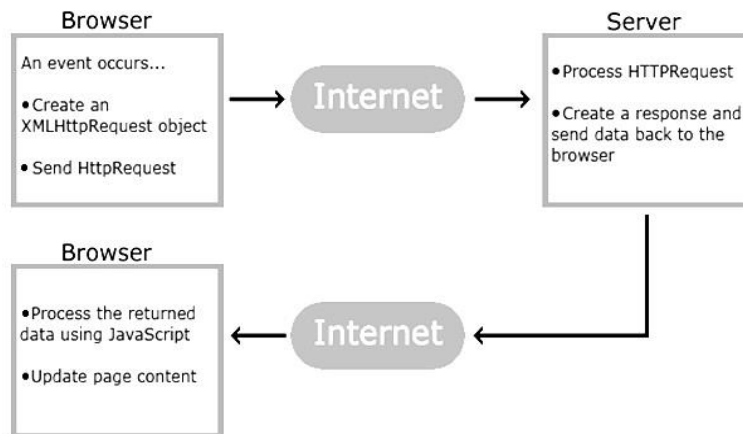 Browser
An event occurs...
•Create an
XMLHttpRequest object
•Send HttpRequest
Internet
Server
•Process HTTPRequest
•Create a response and
send data back to the
browser
Browser
•Process the returned
data using JavaScript
•Update page content
Internet